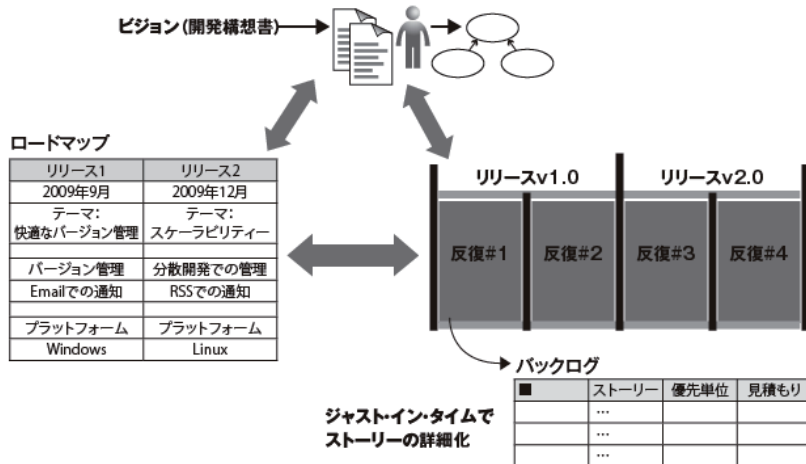 ビジョン(開発構想書)
ロードマップ
リリース1 リリース2
2009年9月 2009年12月
テーマ: テーマ:
快適なバージョン管理 スケーラビリティー
バージョン管理 分散開発での管理
Emailでの通知 RSSでの通知
プラットフォーム プラットフォーム
Windows Linux
リリースv1.0 リリースv2.0
反復#1 反復#2 反復#3 反復#4
バックログ
■ ストーリー 優先単位 見積もり
…
…
…
ジャスト・イン・タイムで
ストーリーの詳細化